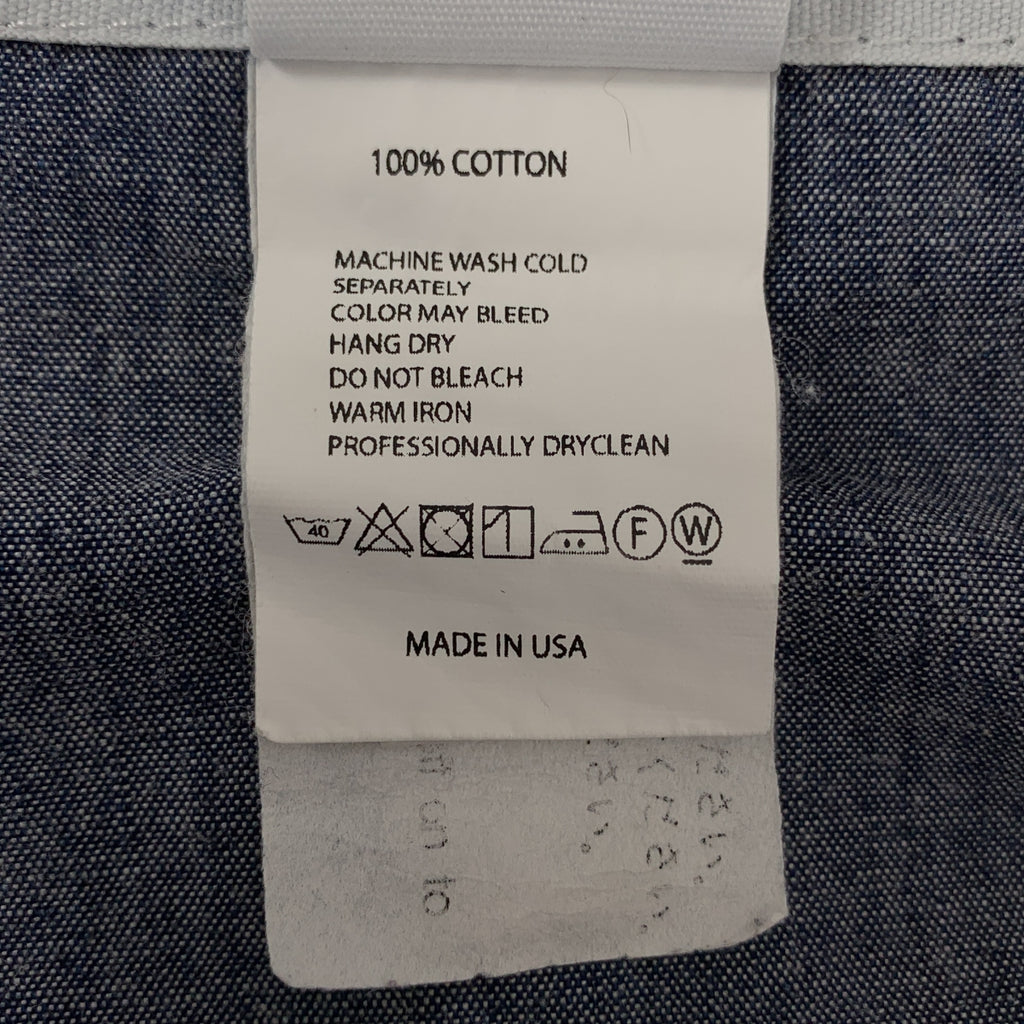 100% COTTON
MACHINE WASH COLD
SEPARATELY
COLOR MAY BLEED
HANG DRY
DO NOT BLEACH
WARM IRON
PROFESSIONALLY DRYCLEAN
40 F W
MADE IN USA